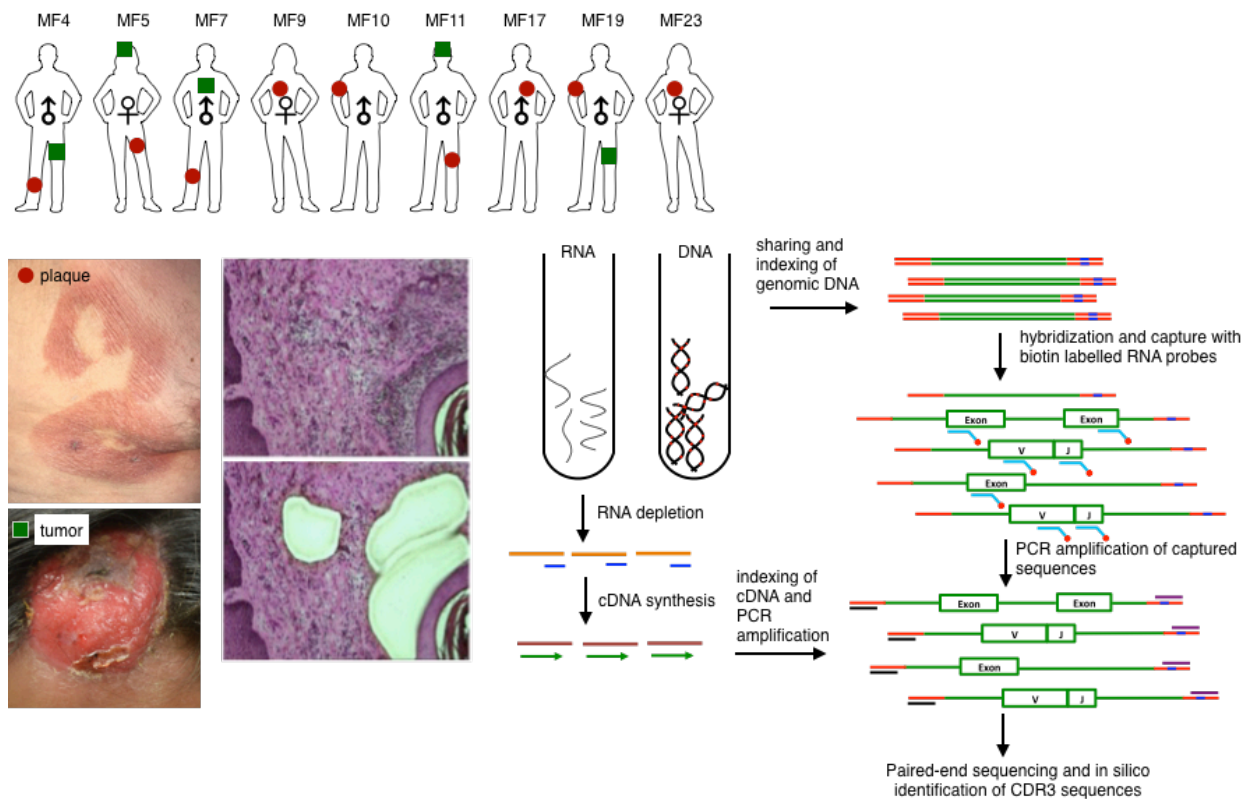 MF4 MF5 MF7 MF9 MF10 MF11 MF17 MF19 MF23
plaque
tumor
RNA
DNA
RNA depletion
cDNA synthesis
sharing and
indexing of
genomic DNA
hybridization and capture with
biotin labelled RNA probes
Exon Exon
V J
Exon
V J
PCR amplification of captured
sequences
indexing of
cDNA and
PCR
amplification
Exon Exon
V J
Exon
V J
Paired-end sequencing and in silico
identification of CDR3 sequences